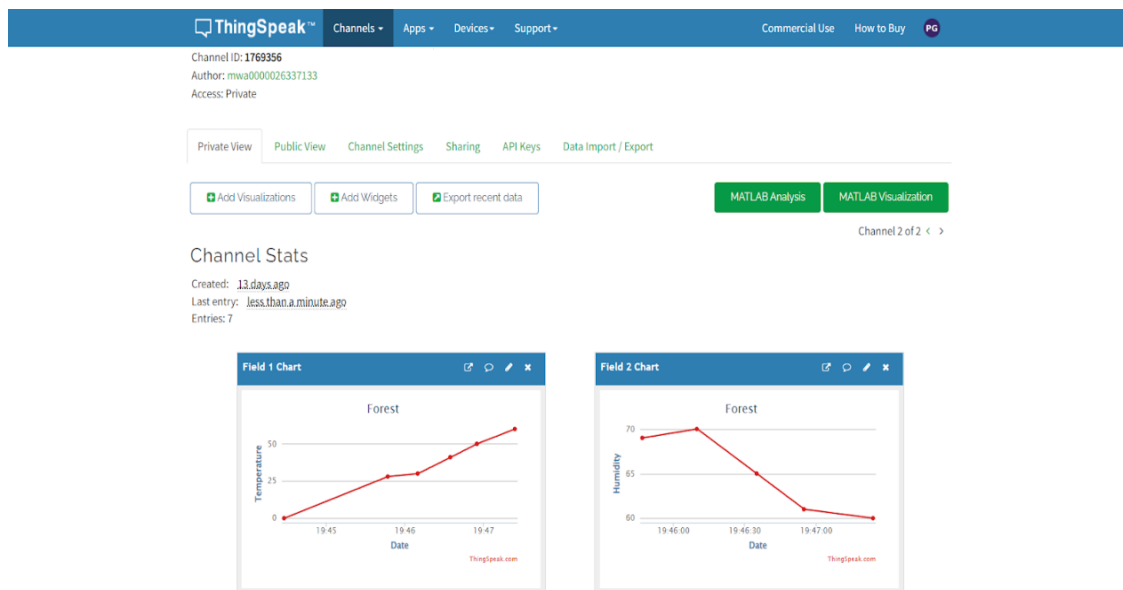 ThingSpeak™ Channels Apps Devices Support Commercial Use How to Buy PG
Channel ID: 1769356
Author: mwa0000026337133
Access: Private
Private View Public View Channel Settings Sharing API Keys Data Import / Export
Add Visualizations Add Widgets Export recent data MATLAB Analysis MATLAB Visualization
Channel 2 of 2 < >
Channel Stats
Created: 13 days ago
Last entry: less than a minute ago
Entries: 7
Field 1 Chart
Forest
Temperature
50
25
0
19:45 19:46 19:47
Date
ThingSpeak.com
Field 2 Chart
Forest
Humidity
70
65
60
19:46:00 19:46:30 19:47:00
Date
ThingSpeak.com